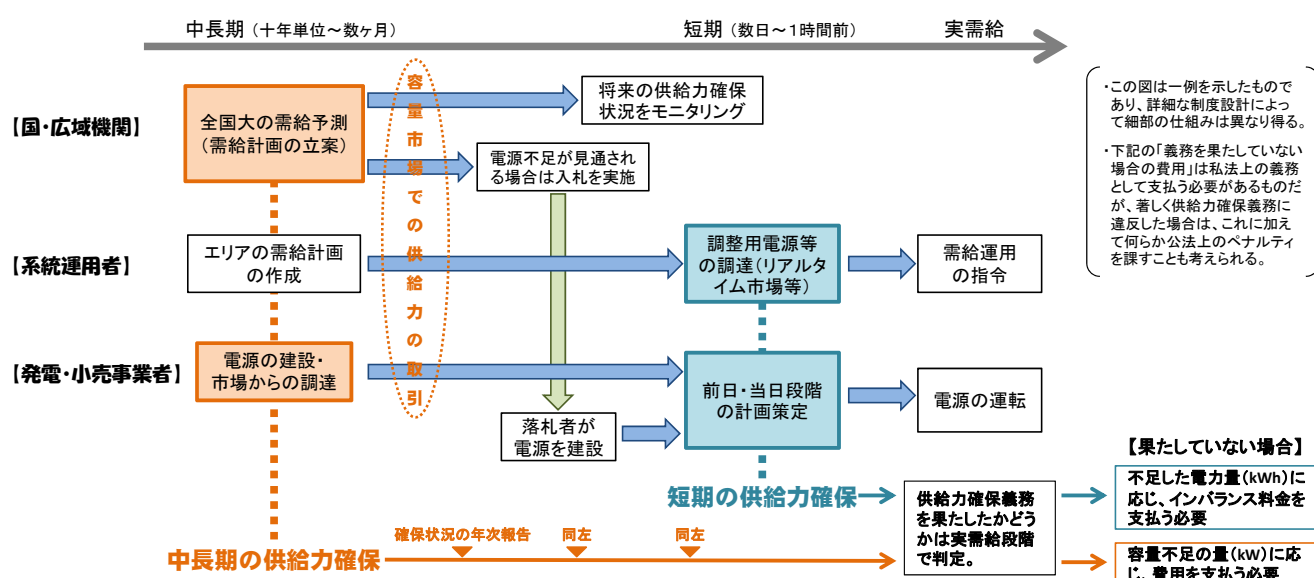 中長期（十年単位～数ヶ月）
短期（数日～1時間前）
実需給
【国・広域機関】
全国大の需給予測
（需給計画の立案）
将来の供給力確保
状況をモニタリング
電源不足が見通され
る場合は入札を実施
容量市場での供給力の取引
・この図は一例を示したもので
あり、詳細な制度設計によっ
て細部の仕組みは異なり得る。
・下記の「義務を果たしていない
場合の費用」は私法上の義務
として支払う必要があるものだ
が、著しく供給力確保義務に
違反した場合は、これに加え
て何らか公法上のペナルティ
を課すことも考えられる。
【系統運用者】
エリアの需給計画
の作成
調整用電源等
の調達（リアルタ
イム市場等）
需給運用
の指令
【発電・小売事業者】
電源の建設・
市場からの調達
前日・当日段階
の計画策定
電源の運転
落札者が
電源を建設
短期の供給力確保
供給力確保義務
を果たしたかどう
かは実需給段階
で判定。
【果たしていない場合】
不足した電力量（kWh）に
応じ、インバランス料金を
支払う必要
中長期の供給力確保
確保状況の年次報告
同左
同左
容量不足の量（kW）に応
じ、費用を支払う必要